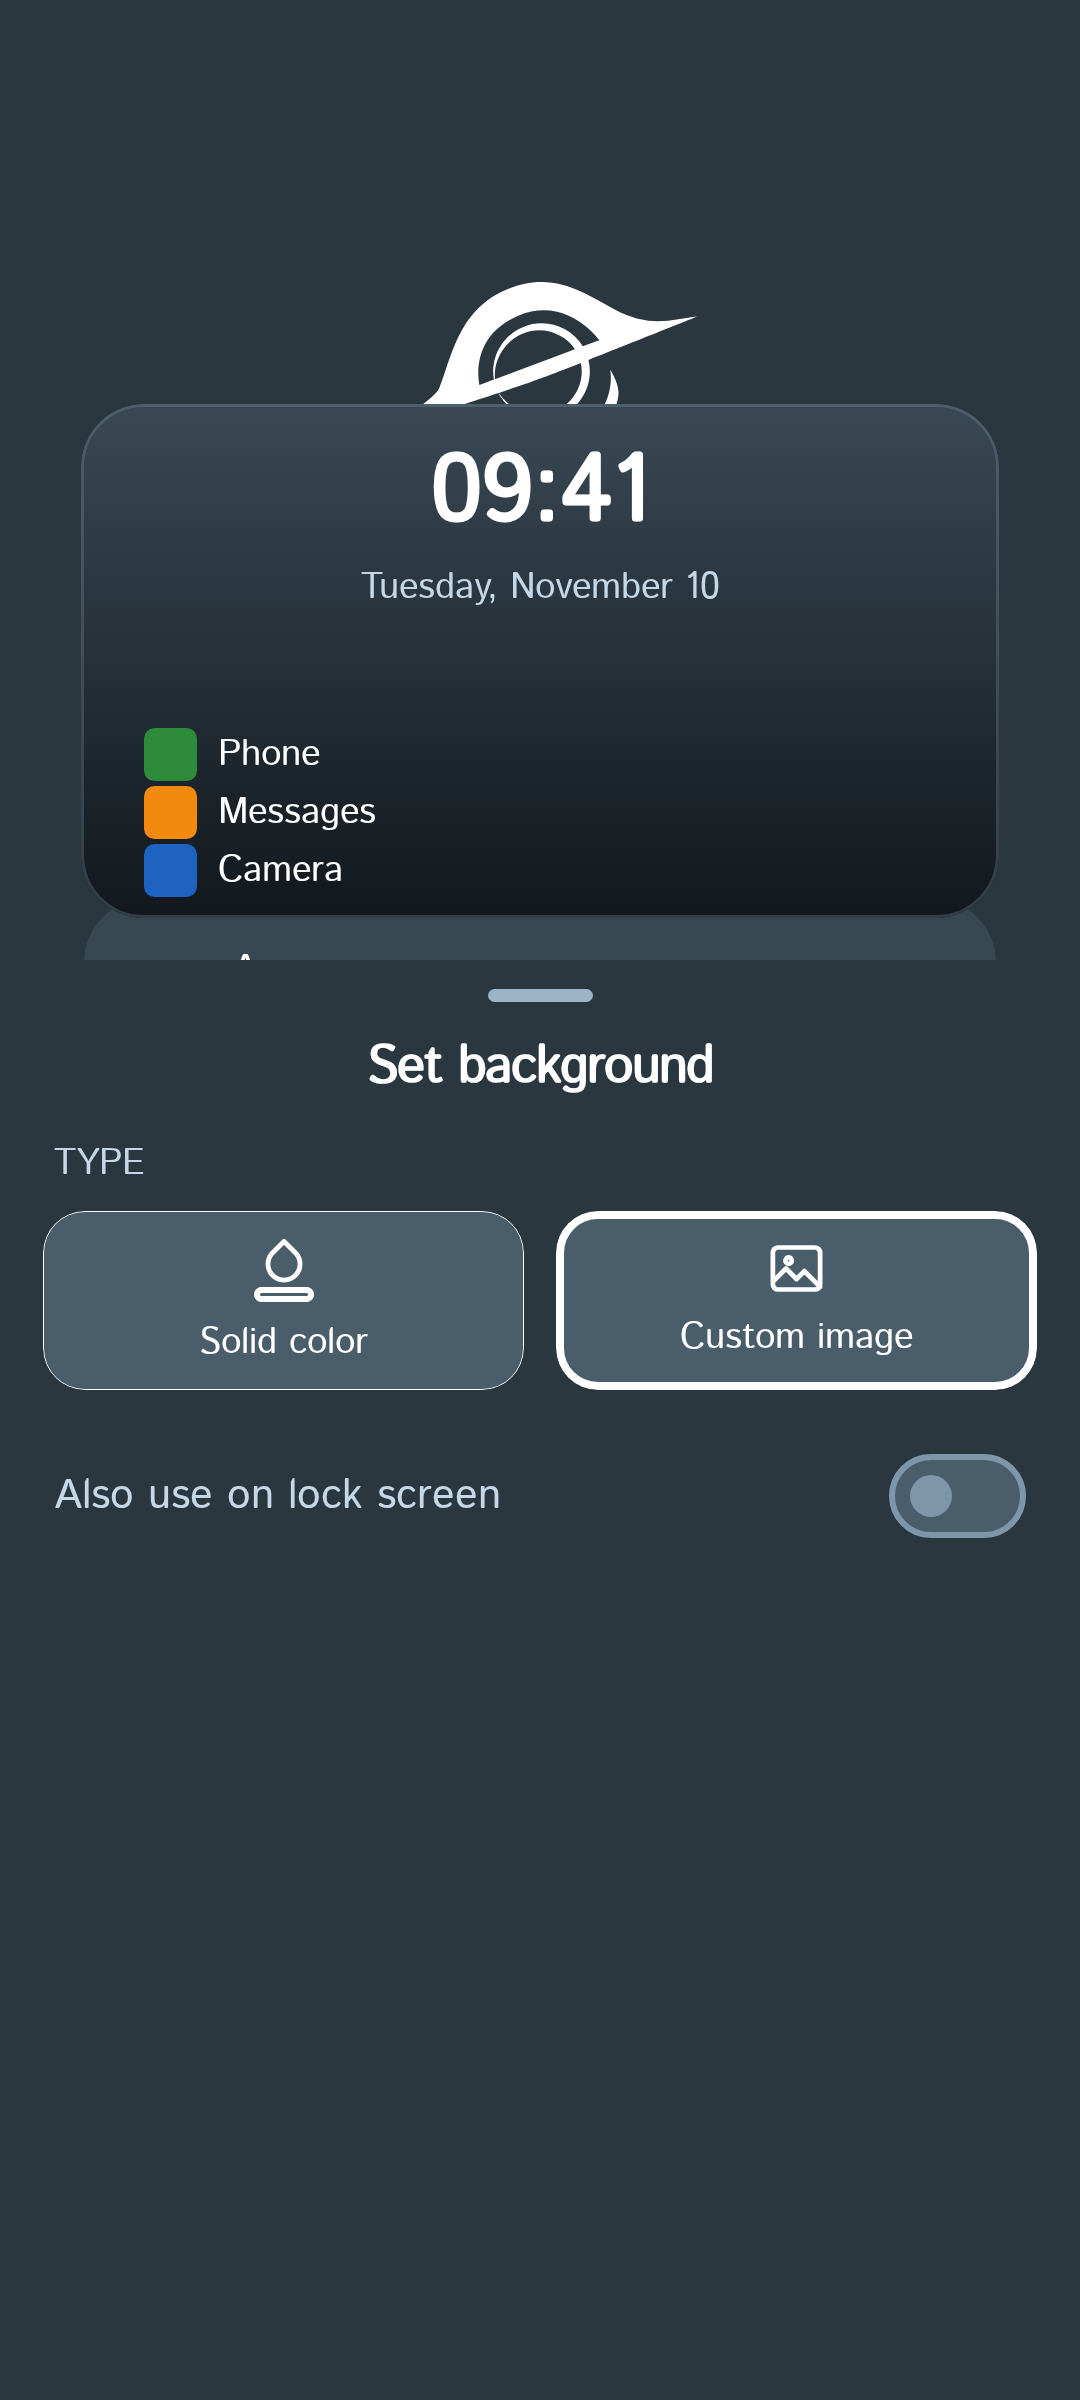 09:41
Tuesday, November 10
Phone
Messages
Camera
Set background
TYPE
Solid color
Custom image
Also use on lock screen